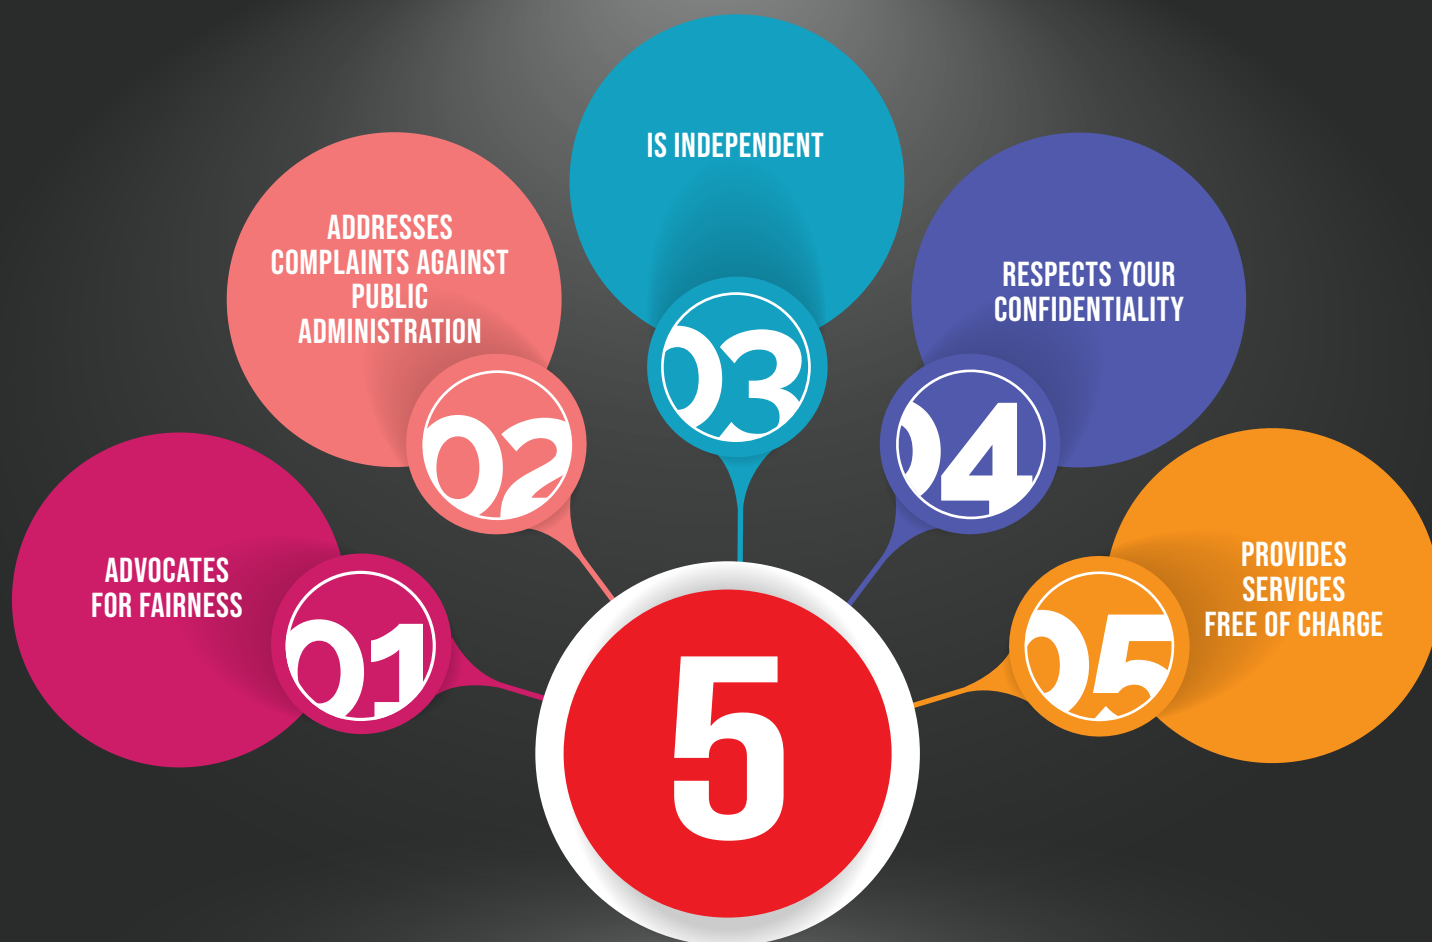 IS INDEPENDENT
03
ADDRESSES
COMPLAINTS AGAINST
PUBLIC
ADMINISTRATION
02
RESPECTS YOUR
CONFIDENTIALITY
04
ADVOCATES
FOR FAIRNESS
01
PROVIDES
SERVICES
FREE OF CHARGE
05
5